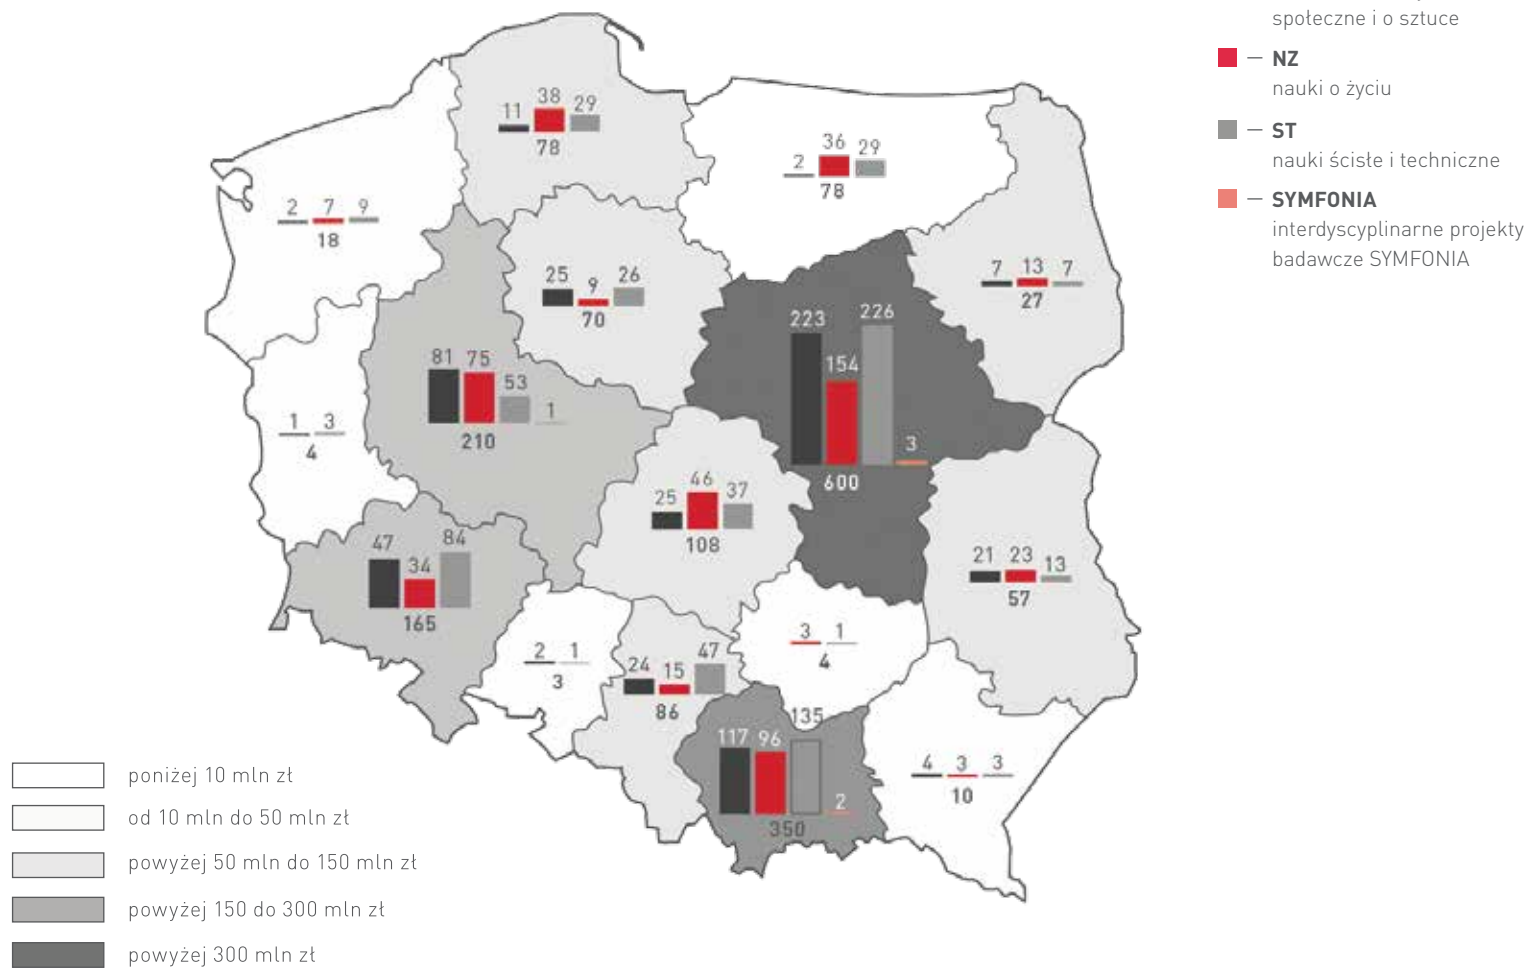 społeczne i o sztuce
— NZ
nauki o życiu
— ST
nauki ścisłe i techniczne
— SYMFONIA
interdyscyplinarne projekty
badawcze SYMFONIA
11 38 29
78
2 36 29
78
2 7 9
18
25 9 26
70
7 13 7
27
223 154 226 3
600
81 75 53 1
210
1 3
4
25 46 37
108
47 34 84
165
21 23 13
57
3 1
4
2 1
3
24 15 47
86
117 96 135 2
350
4 3 3
10
poniżej 10 mln zł
od 10 mln do 50 mln zł
powyżej 50 mln do 150 mln zł
powyżej 150 do 300 mln zł
powyżej 300 mln zł